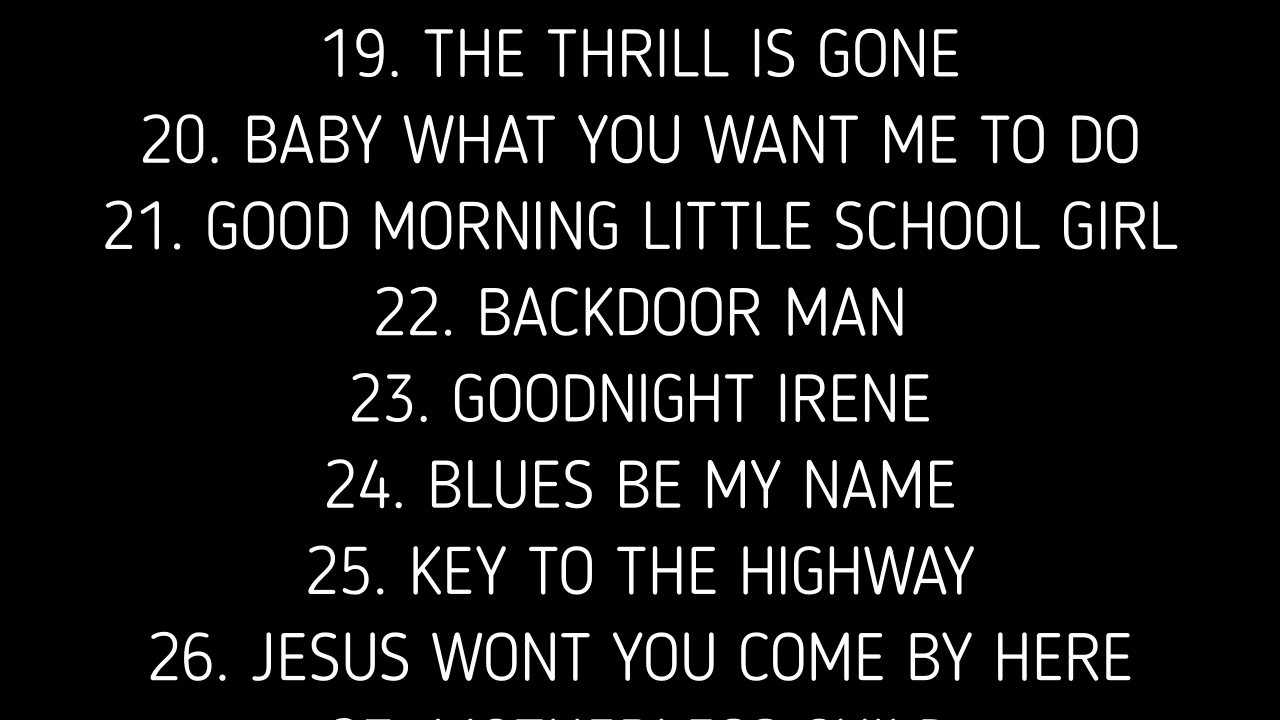 19. THE THRILL IS GONE
20. BABY WHAT YOU WANT ME TO DO
21. GOOD MORNING LITTLE SCHOOL GIRL
22. BACKDOOR MAN
23. GOODNIGHT IRENE
24. BLUES BE MY NAME
25. KEY TO THE HIGHWAY
26. JESUS WONT YOU COME BY HERE